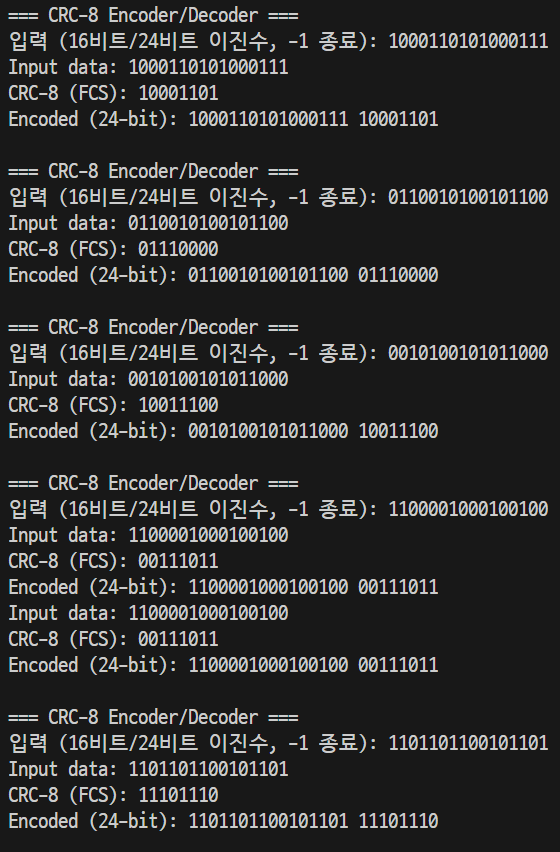 === CRC-8 Encoder/Decoder ===
입력 (16비트/24비트 이진수, -1 종료): 1000110101000111
Input data: 1000110101000111
CRC-8 (FCS): 10001101
Encoded (24-bit): 1000110101000111 10001101
=== CRC-8 Encoder/Decoder ===
입력 (16비트/24비트 이진수, -1 종료): 0110010100101100
Input data: 0110010100101100
CRC-8 (FCS): 01110000
Encoded (24-bit): 0110010100101100 01110000
=== CRC-8 Encoder/Decoder ===
입력 (16비트/24비트 이진수, -1 종료): 0010100101011000
Input data: 0010100101011000
CRC-8 (FCS): 10011100
Encoded (24-bit): 0010100101011000 10011100
=== CRC-8 Encoder/Decoder ===
입력 (16비트/24비트 이진수, -1 종료): 1100001000100100
Input data: 1100001000100100
CRC-8 (FCS): 00111011
Encoded (24-bit): 1100001000100100 00111011
Input data: 1100001000100100
CRC-8 (FCS): 00111011
Encoded (24-bit): 1100001000100100 00111011
=== CRC-8 Encoder/Decoder ===
입력 (16비트/24비트 이진수, -1 종료): 1101101100101101
Input data: 1101101100101101
CRC-8 (FCS): 11101110
Encoded (24-bit): 1101101100101101 11101110